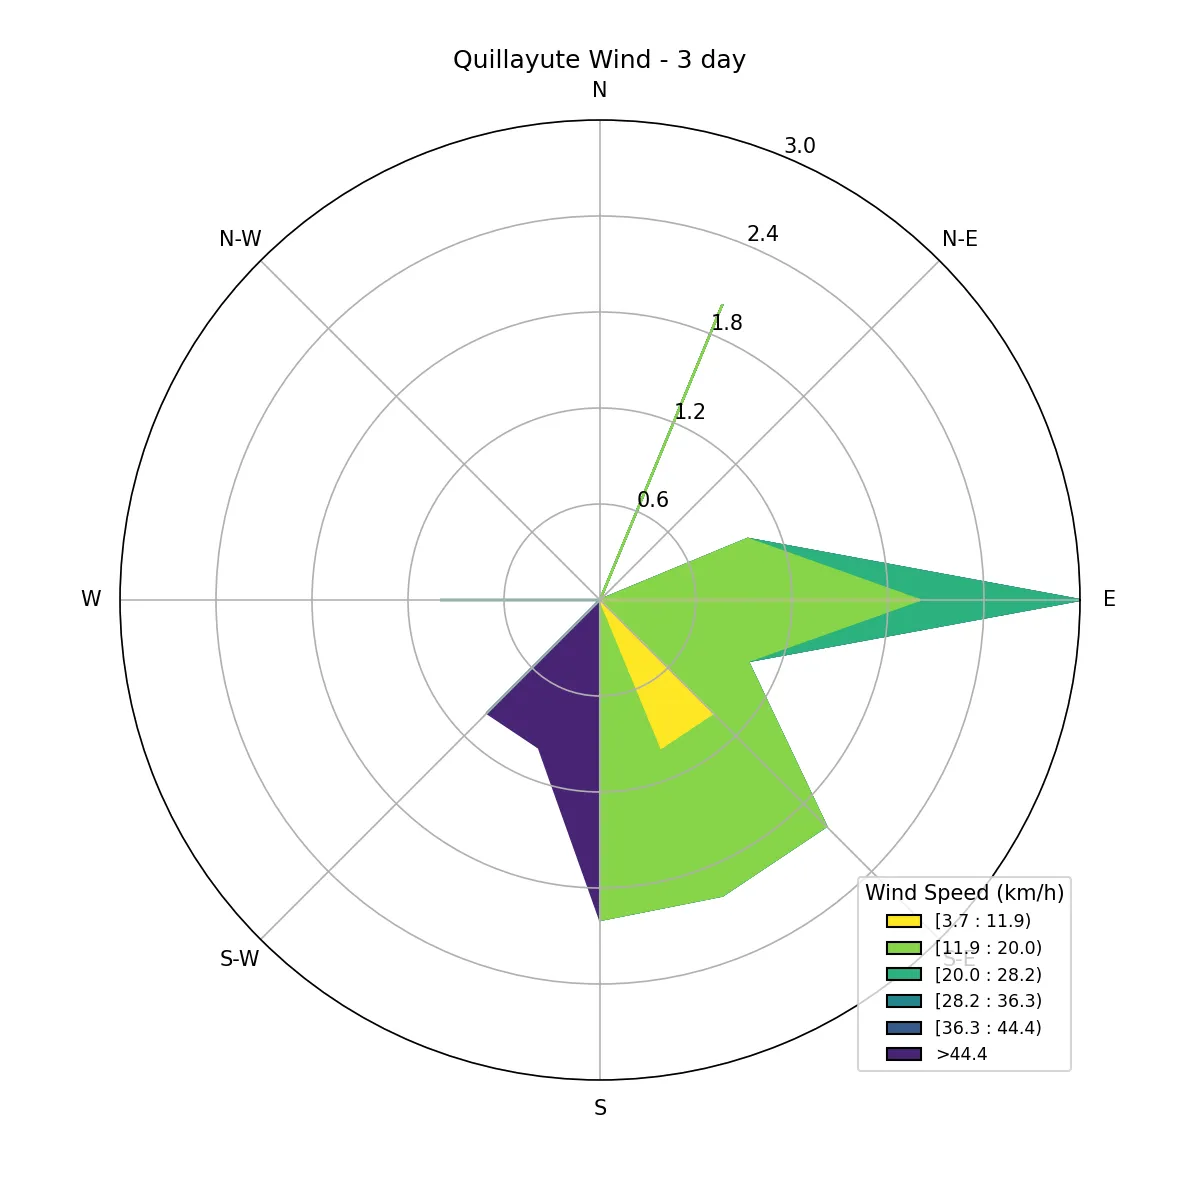 Quillayute Wind - 3 day
N
3.0
N-W
2.4
N-E
1.8
1.2
0.6
W
E
Wind Speed (km/h)
[3.7 : 11.9)
[11.9 : 20.0)
S-W
S-E
[20.0 : 28.2)
[28.2 : 36.3)
[36.3 : 44.4)
>44.4
S